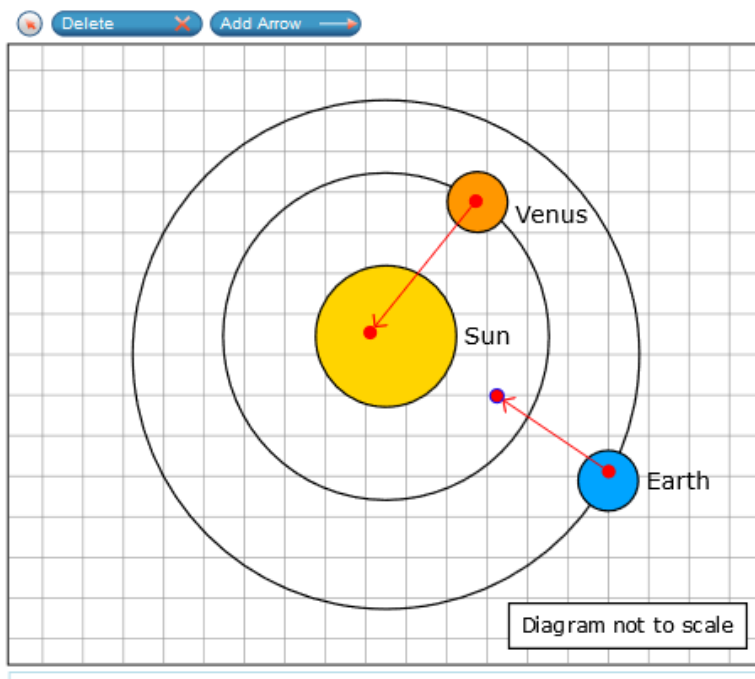 Delete
Add Arrow
Venus
Sun
Earth
Diagram not to scale